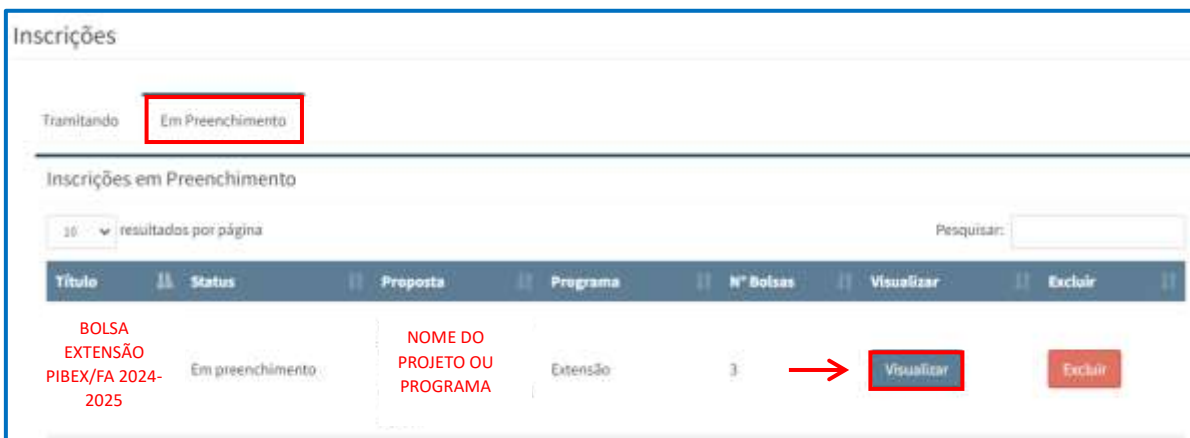 Inscrições
Tramitando Em Preenchimento
Inscrições em Preenchimento
10 resultados por página Pesquisar:
Título Status Proposta Programa N° Bolsas Visualizar Excluir
BOLSA
EXTENSÃO
PIBEX/FA 2024-
2025
Em preenchimento
NOME DO
PROJETO OU
PROGRAMA
Extensão 3 Visualizar Excluir